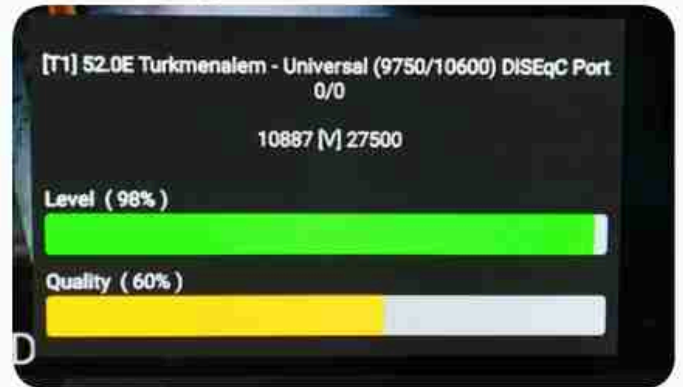 [T1] 52.0E Turkmenalem - Universal (9750/10600) DISEqC Port
0/0
10887 [V] 27500
Level ( 98% )
Quality ( 60% )
D